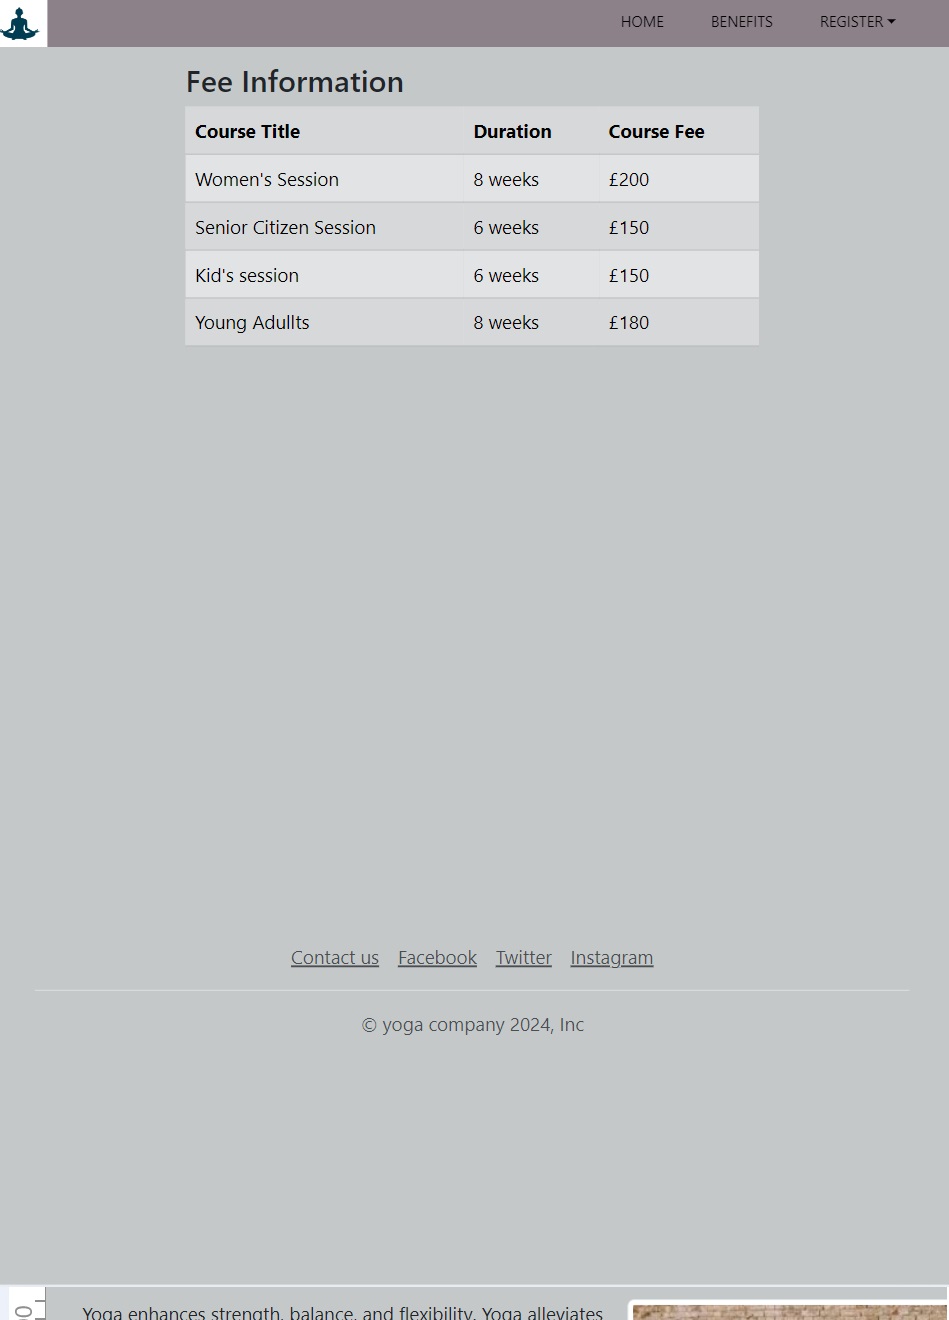 HOME BENEFITS REGISTER
Fee Information
Course Title Duration Course Fee
Women's Session 8 weeks £200
Senior Citizen Session 6 weeks £150
Kid's session 6 weeks £150
Young Adullts 8 weeks £180
Contact us Facebook Twitter Instagram
© yoga company 2024, Inc
Yoga enhances strength, balance, and flexibility. Yoga alleviates